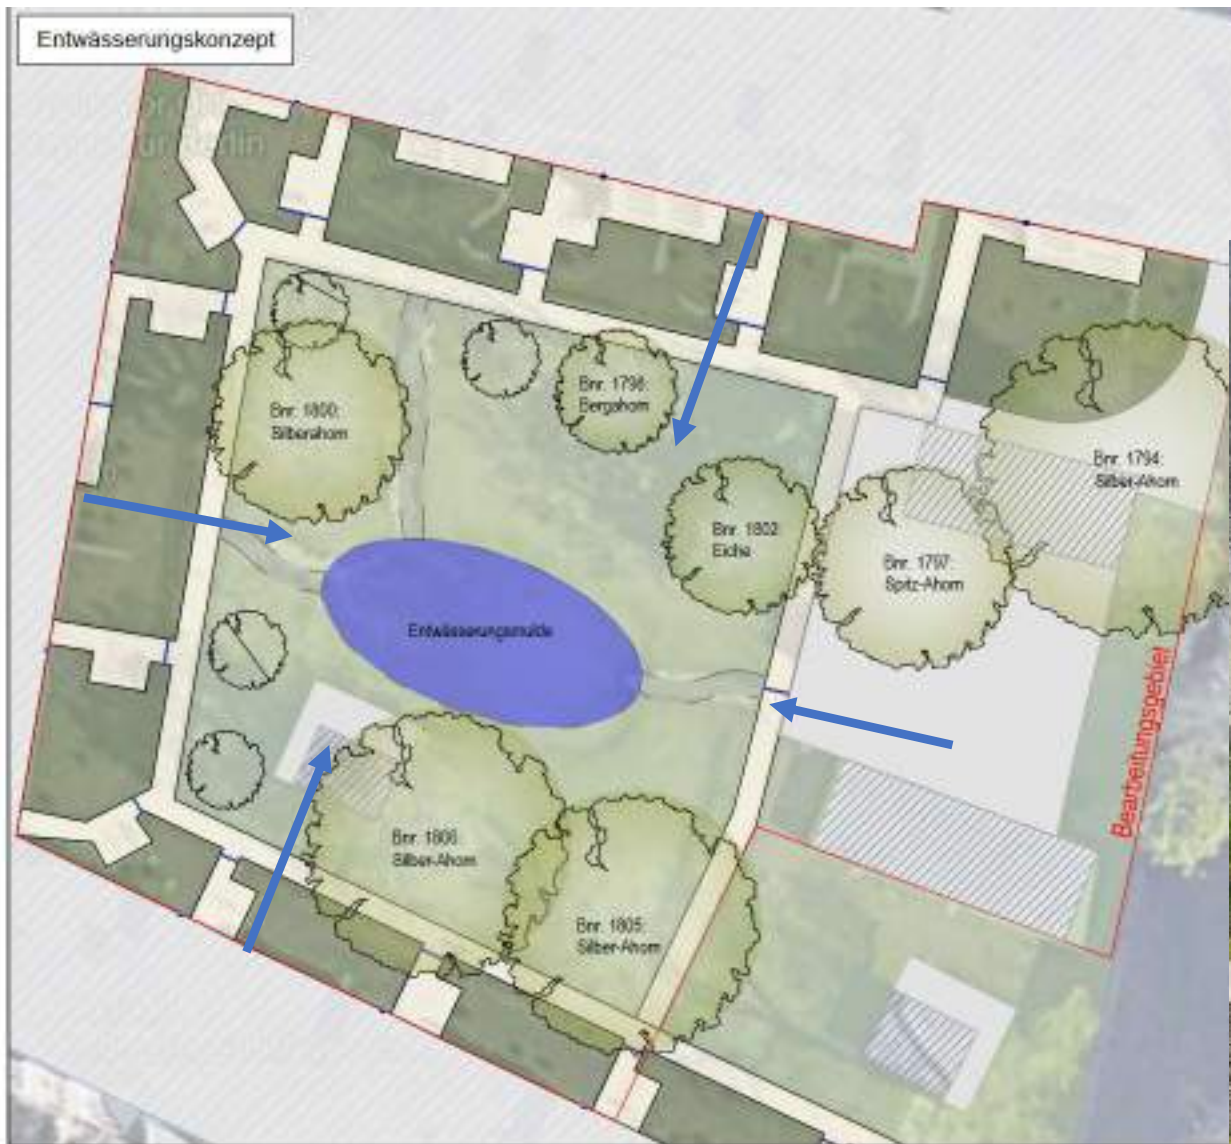 Entwässerungskonzept
Bnr. 1798:
Bergahorn
Bnr. 1800:
Silberahorn
Bnr. 1794:
Silber-Ahorn
Bnr. 1802:
Eiche
Bnr. 1797:
Spitz-Ahorn
Entwässerungsmulde
Bearbeitungsgebiet
Bnr. 1806:
Silber-Ahorn
Bnr. 1805:
Silber-Ahorn